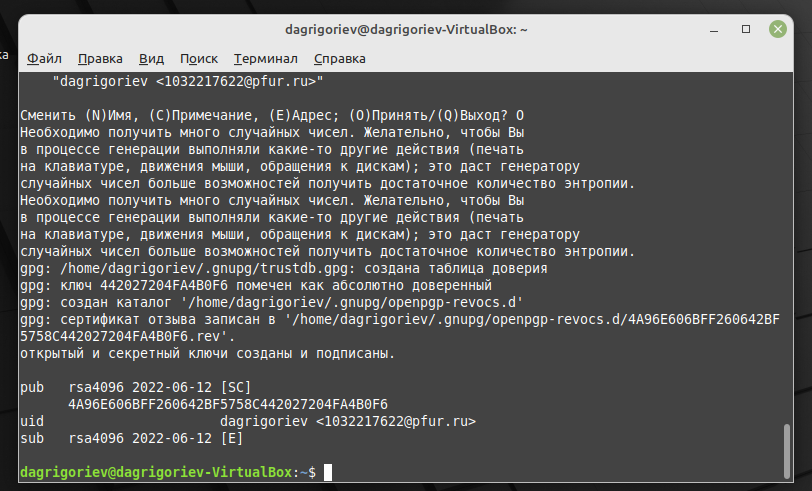 dagrigoriev@dagrigoriev-VirtualBox: ~
ка
Файл Правка Вид Поиск Терминал Справка
"dagrigoriev <1032217622@pfur.ru>"
Сменить (N)Имя, (C)Примечание, (E)Адрес; (O)Принять/(Q)Выход? O
Необходимо получить много случайных чисел. Желательно, чтобы Вы
в процессе генерации выполняли какие-то другие действия (печать
на клавиатуре, движения мыши, обращения к дискам); это даст генератору
случайных чисел больше возможностей получить достаточное количество энтропии.
Необходимо получить много случайных чисел. Желательно, чтобы Вы
в процессе генерации выполняли какие-то другие действия (печать
на клавиатуре, движения мыши, обращения к дискам); это даст генератору
случайных чисел больше возможностей получить достаточное количество энтропии.
gpg: /home/dagrigoriev/.gnupg/trustdb.gpg: создана таблица доверия
gpg: ключ 442027204FA4B0F6 помечен как абсолютно доверенный
gpg: создан каталог '/home/dagrigoriev/.gnupg/openpgp-revocs.d'
gpg: сертификат отзыва записан в '/home/dagrigoriev/.gnupg/openpgp-revocs.d/4A96E606BFF260642BF
5758C442027204FA4B0F6.rev'.
открытый и секретный ключи созданы и подписаны.
pub   rsa4096 2022-06-12 [SC]
4A96E606BFF260642BF5758C442027204FA4B0F6
uid                      dagrigoriev <1032217622@pfur.ru>
sub   rsa4096 2022-06-12 [E]
dagrigoriev@dagrigoriev-VirtualBox:~$